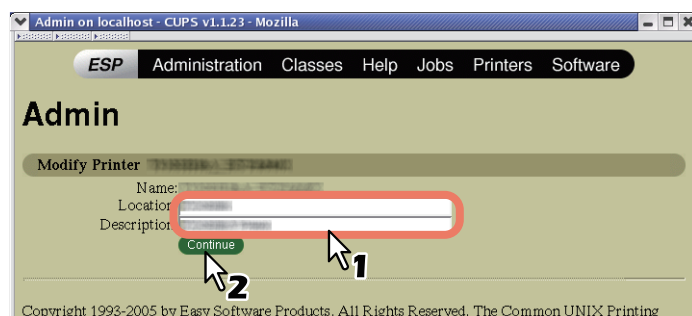 Admin on localhost - CUPS v1.1.23 - Mozilla
ESP Administration Classes Help Jobs Printers Software
Admin
Modify Printer
Name:
Location
Description
Continue
1
2
Copyright 1993-2005 by Easy Software Products. All Rights Reserved. The Common UNIX Printing